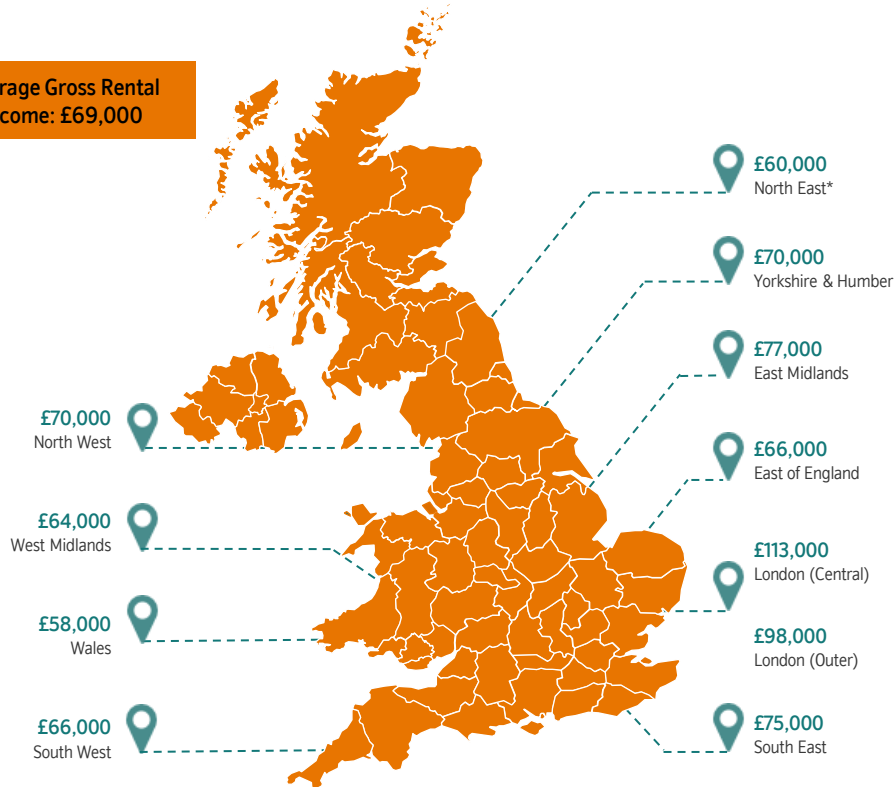 Gross Rental
£69,000
£60,000
North East*
£70,000
Yorkshire & Humber
£77,000
East Midlands
£70,000
North West
£66,000
East of England
£64,000
West Midlands
£113,000
London (Central)
£58,000
Wales
£98,000
London (Outer)
£66,000
South West
£75,000
South East